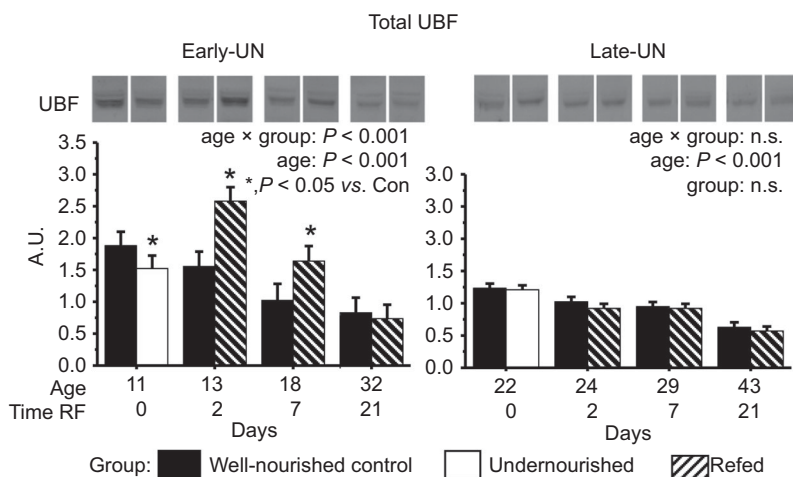 Total UBF
Early-UN
Late-UN
UBF
age × group: P < 0.001
age: P < 0.001
*,P < 0.05 vs. Con
age × group: n.s.
age: P < 0.001
group: n.s.
A.U.
3.5
3.0
2.5
2.0
1.5
1.0
0.5
0.0
* * *
3.0
3.0
2.0
1.5
1.0
0.5
0.0
Age 11 13 18 32 22 24 29 43
Time RF 0 2 7 21 0 2 7 21
Days Days
Group: Well-nourished control Undernourished Refed